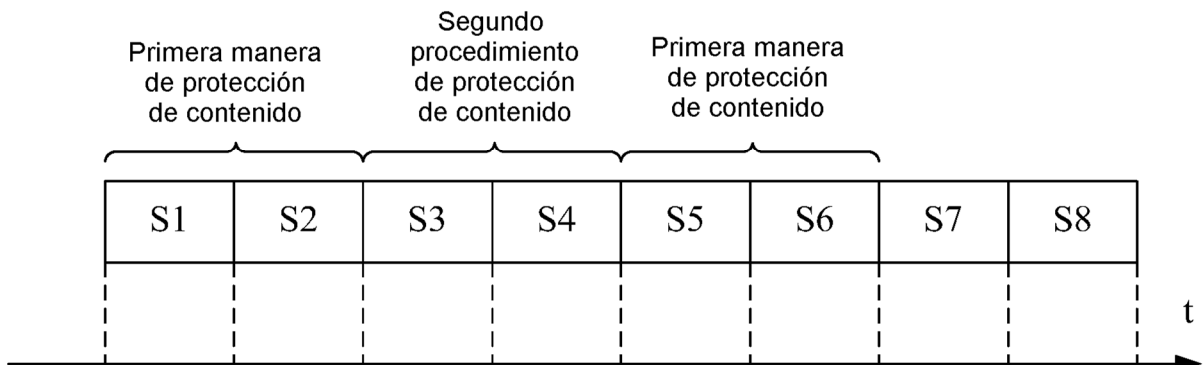 Primera manera
de protección
de contenido
Segundo
procedimiento
de protección
de contenido
Primera manera
de protección
de contenido
S1 S2 S3 S4 S5 S6 S7 S8
t